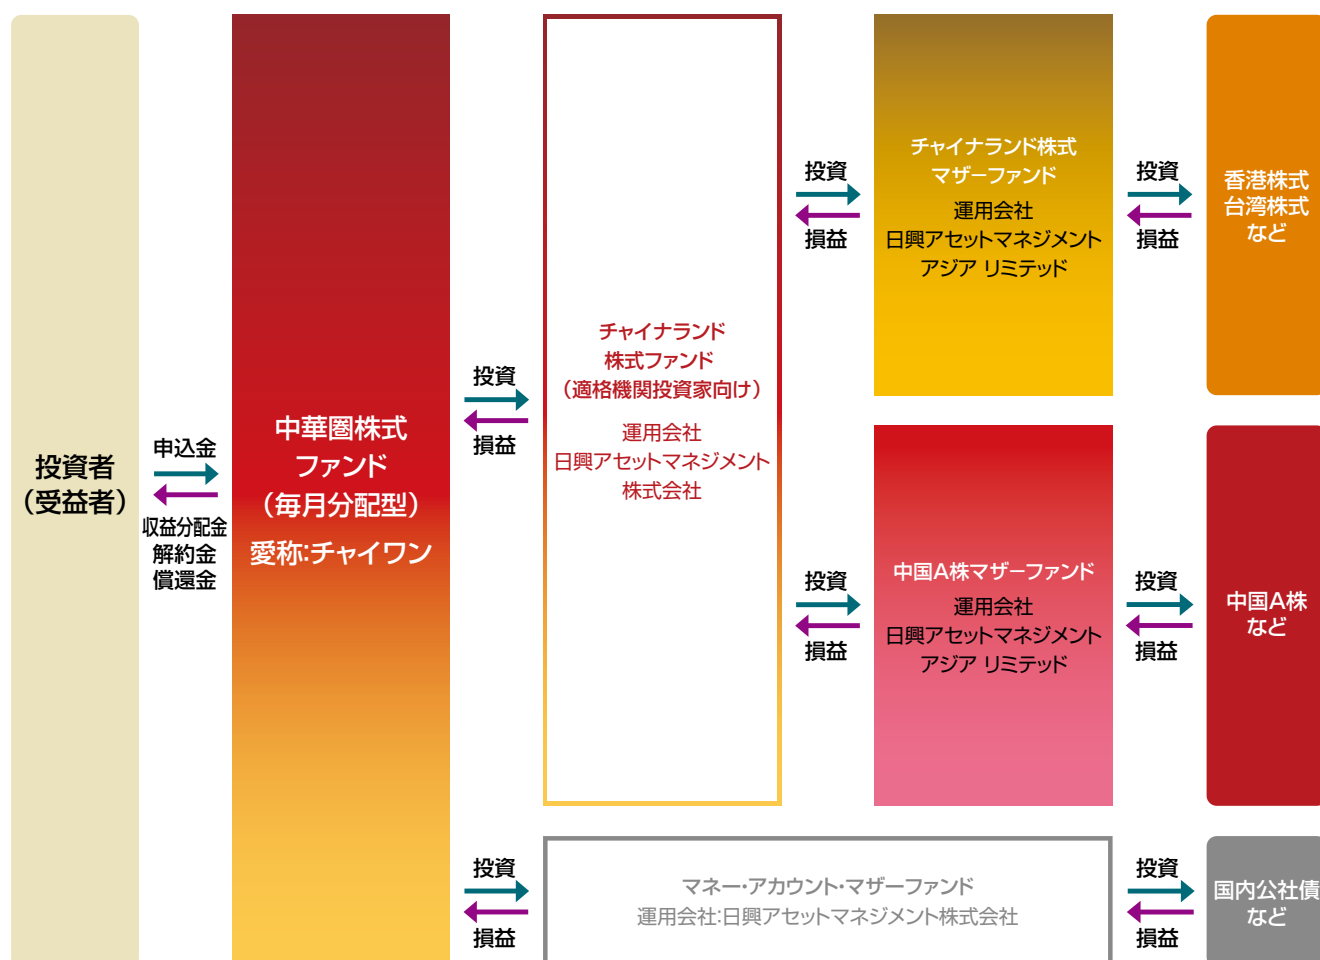 投資者
（受益者）
申込金
収益分配金
解約金
償還金
中華圏株式
ファンド
（毎月分配型）
愛称:チャイワン
投資
損益
チャイナランド
株式ファンド
（適格機関投資家向け）
運用会社
日興アセットマネジメント
株式会社
投資
損益
チャイナランド株式
マザーファンド
運用会社
日興アセットマネジメント
アジア リミテッド
投資
損益
香港株式
台湾株式
など
投資
損益
中国A株マザーファンド
運用会社
日興アセットマネジメント
アジア リミテッド
投資
損益
中国A株
など
投資
損益
マネー・アカウント・マザーファンド
運用会社:日興アセットマネジメント株式会社
投資
損益
国内公社債
など